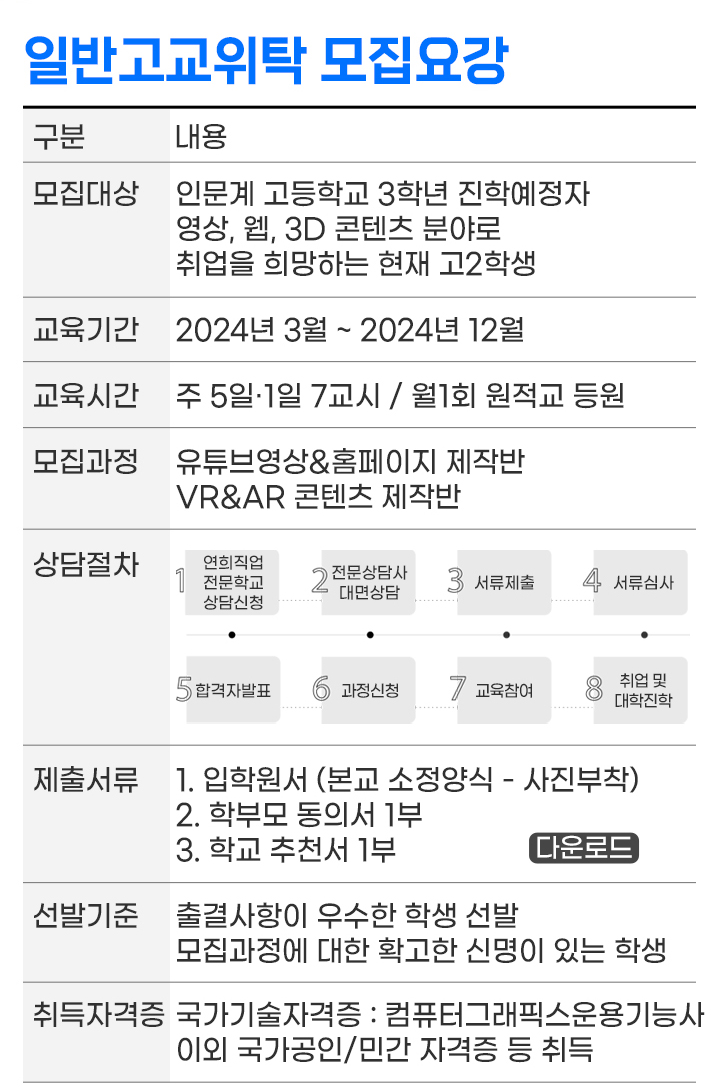 일반고교위탁 모집요강
구분 내용
모집대상 인문계 고등학교 3학년 진학예정자
영상, 웹, 3D 콘텐츠 분야로
취업을 희망하는 현재 고2학생
교육기간 2024년 3월 ~ 2024년 12월
교육시간 주 5일·1일 7교시 / 월1회 원적교 등원
모집과정 유튜브영상&홈페이지 제작반
VR&AR 콘텐츠 제작반
상담절차
1 연희직업
전문학교
상담신청
2 전문상담사
대면상담
3 서류제출
4 서류심사
5 합격자발표
6 과정신청
7 교육참여
8 취업 및
대학진학
제출서류 1. 입학원서 (본교 소정양식 - 사진부착)
2. 학부모 동의서 1부
3. 학교 추천서 1부 다운로드
선발기준 출결사항이 우수한 학생 선발
모집과정에 대한 확고한 신명이 있는 학생
취득자격증 국가기술자격증 : 컴퓨터그래픽스운용기능사
이외 국가공인/민간 자격증 등 취득